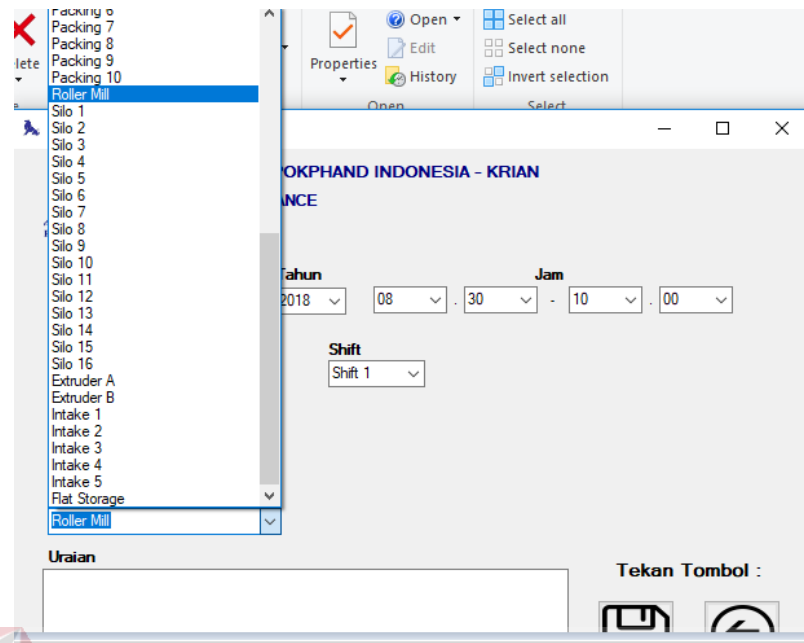 Packing 6
Packing 7
Packing 8
Packing 9
Packing 10
Roller Mill
Silo 1
Silo 2
Silo 3
Silo 4
Silo 5
Silo 6
Silo 7
Silo 8
Silo 9
Silo 10
Silo 11
Silo 12
Silo 13
Silo 14
Silo 15
Silo 16
Extruder A
Extruder B
Intake 1
Intake 2
Intake 3
Intake 4
Intake 5
Flat Storage
Roller Mill
lete
Properties
Open
Edit
History
Open
Select all
Select none
Invert selection
Select
OKPHAND INDONESIA - KRIAN
ANCE
Tahun
Jam
2018 08 . 30 - 10 . 00
Shift
Shift 1
Uraian
Tekan Tombol :